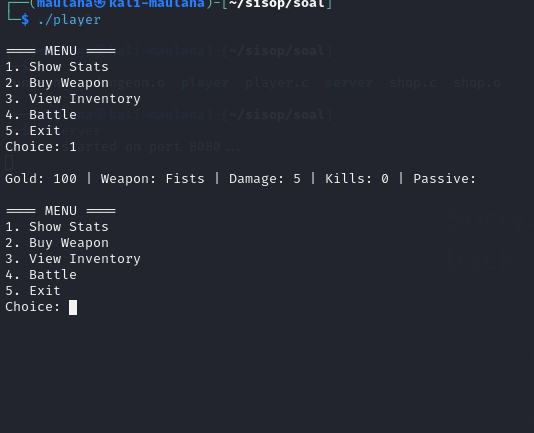 ┌──(maulana㉿kali-maulana)-[~/sisop/soal]
└─$ ./player
==== MENU ====
1. Show Stats
2. Buy Weapon
3. View Inventory
4. Battle
5. Exit
Choice: 1
Gold: 100 | Weapon: Fists | Damage: 5 | Kills: 0 | Passive:
==== MENU ====
1. Show Stats
2. Buy Weapon
3. View Inventory
4. Battle
5. Exit
Choice: